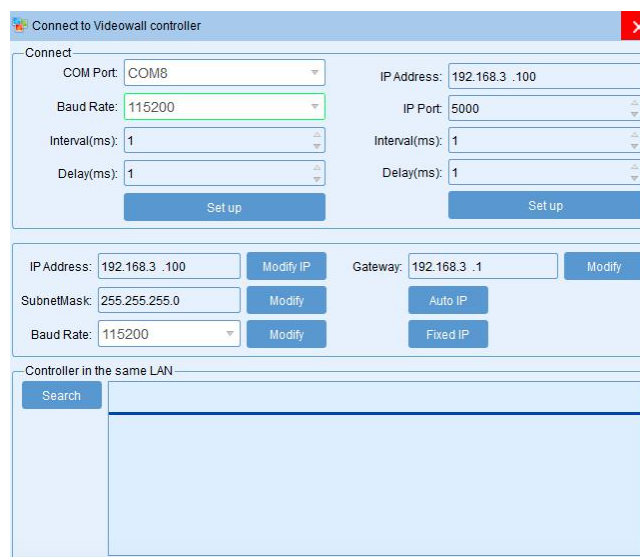 Connect to Videowall controller
Connect
COM Port: COM8
IP Address: 192.168.3 .100
Baud Rate: 115200
IP Port: 5000
Interval(ms): 1
Interval(ms): 1
Delay(ms): 1
Delay(ms): 1
Set up
Set up
IP Address: 192.168.3 .100 Modify IP
Gateway: 192.168.3 .1 Modify
SubnetMask: 255.255.255.0 Modify
Auto IP
Baud Rate: 115200 Modify
Fixed IP
Controller in the same LAN
Search